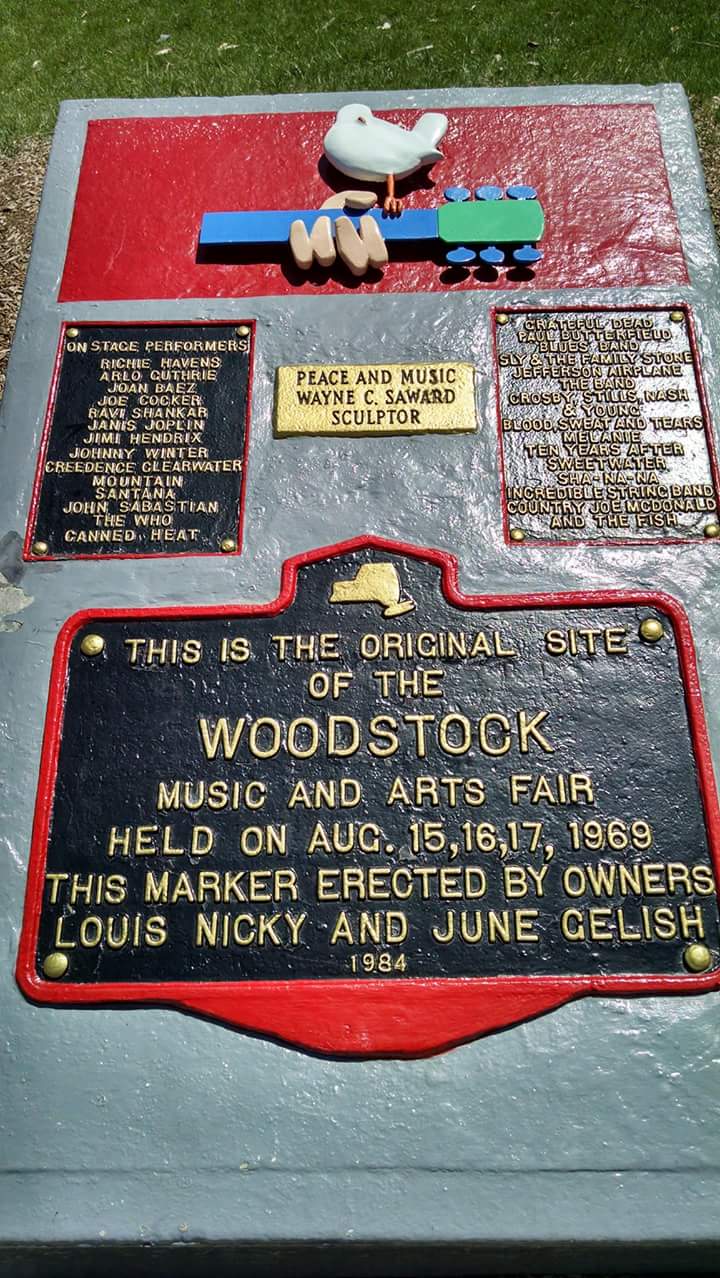 ON STAGE PERFORMERS
RICHIE HAVENS
ARLO GUTHRIE
JOAN BAEZ
JOE COCKER
RAVI SHANKAR
JANIS JOPLIN
JIMI HENDRIX
JOHNNY WINTER
CREEDENCE CLEARWATER
MOUNTAIN
SANTANA
JOHN SABASTIAN
THE WHO
CANNED HEAT
PEACE AND MUSIC
WAYNE C. SAWARD
SCULPTOR
GRATEFUL DEAD
PAUL BUTTERFIELD
BLUES BAND
SLY & THE FAMILY STONE
JEFFERSON AIRPLANE
THE BAND
CROSBY, STILLS, NASH
& YOUNG
BLOOD, SWEAT AND TEARS
MELANIE
TEN YEARS AFTER
SWEETWATER
SHA-NA-NA
INCREDIBLE STRING BAND
COUNTRY JOE MCDONALD
AND THE FISH
THIS IS THE ORIGINAL SITE
OF THE
WOODSTOCK
MUSIC AND ARTS FAIR
HELD ON AUG. 15,16,17, 1969
THIS MARKER ERECTED BY OWNERS
LOUIS NICKY AND JUNE GELISH
1984